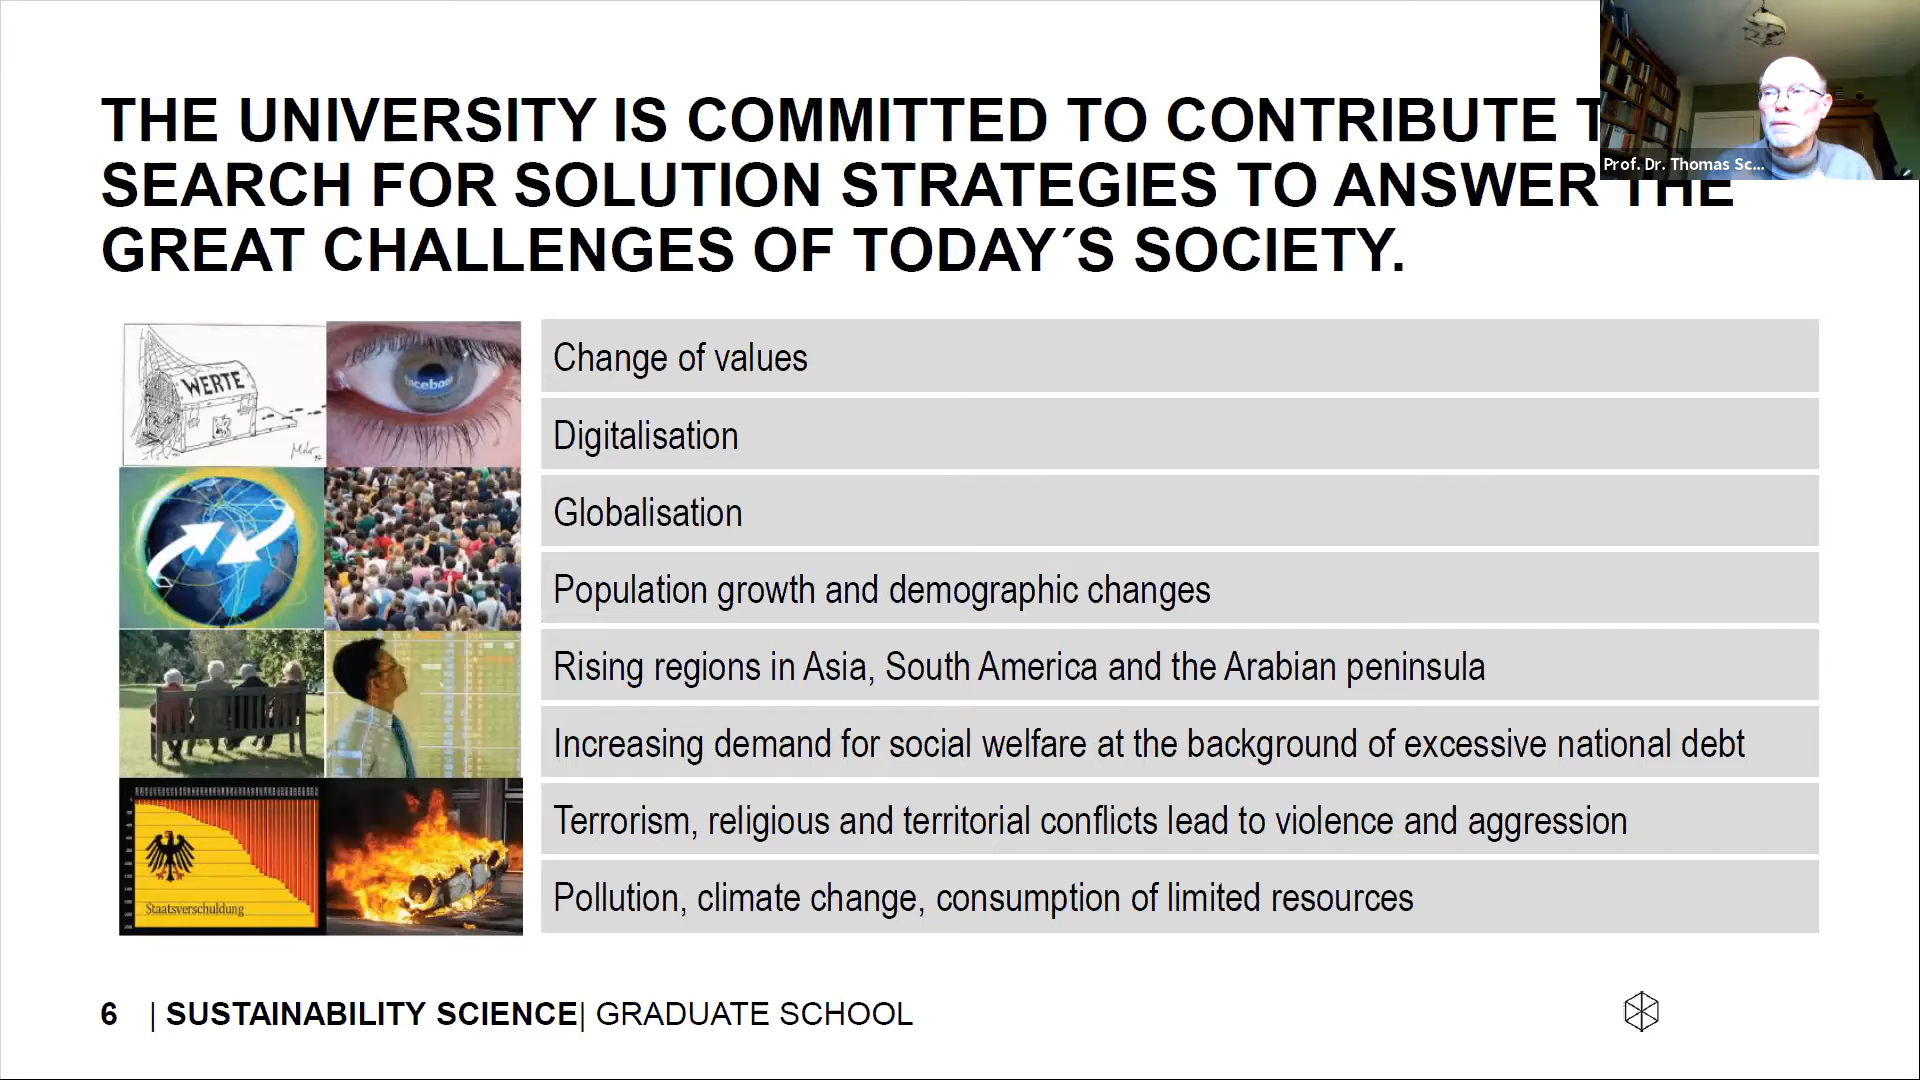 THE UNIVERSITY IS COMMITTED TO CONTRIBUTE
SEARCH FOR SOLUTION STRATEGIES TO ANSWER THE
GREAT CHALLENGES OF TODAY´S SOCIETY.
Prof. Dr. Thomas Sc...
WERTE
facebook
Change of values
Digitalisation
Globalisation
Population growth and demographic changes
Rising regions in Asia, South America and the Arabian peninsula
Increasing demand for social welfare at the background of excessive national debt
Terrorism, religious and territorial conflicts lead to violence and aggression
Pollution, climate change, consumption of limited resources
Staatsverschuldung
6 | SUSTAINABILITY SCIENCE| GRADUATE SCHOOL